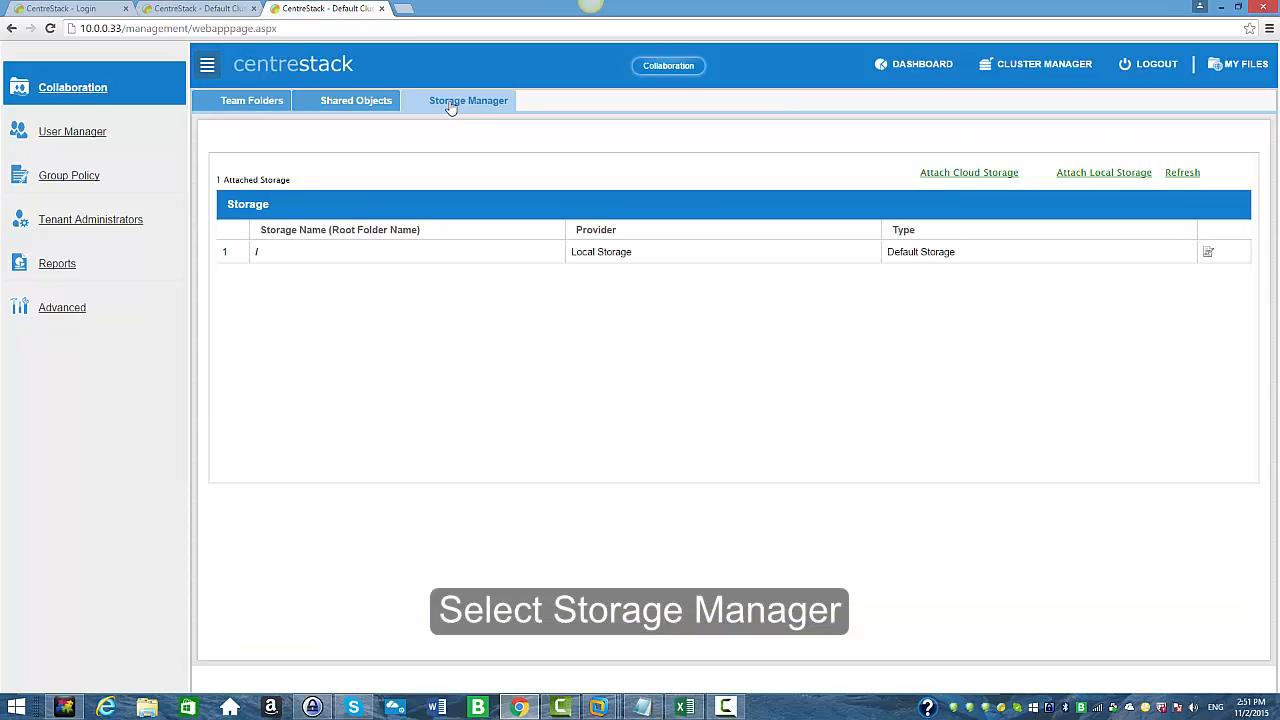 CentreStack - Login
CentreStack - Default Clus
CentreStack - Default Clus
10.0.0.33/management/webapppage.aspx
centrestack
Collaboration
DASHBOARD
CLUSTER MANAGER
LOGOUT
MY FILES
Collaboration
User Manager
Group Policy
Tenant Administrators
Reports
Advanced
Team Folders
Shared Objects
Storage Manager
1 Attached Storage
Attach Cloud Storage
Attach Local Storage
Refresh
Storage
Storage Name (Root Folder Name)
Provider
Type
1
/
Local Storage
Default Storage
Select Storage Manager
ENG
2:51 PM
11/2/2015